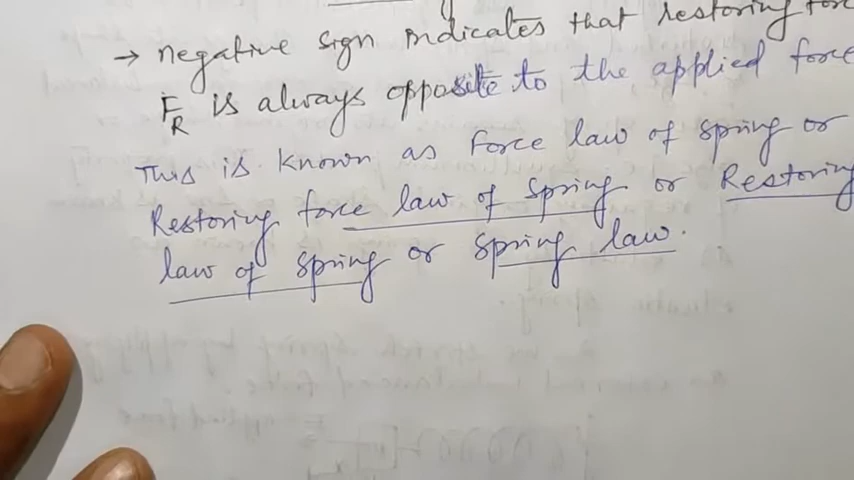 → negative sign indicates that restoring force
F_R is always opposite to the applied force
This is known as Force law of spring or
Restoring force law of spring or Restoring
law of spring or spring law.